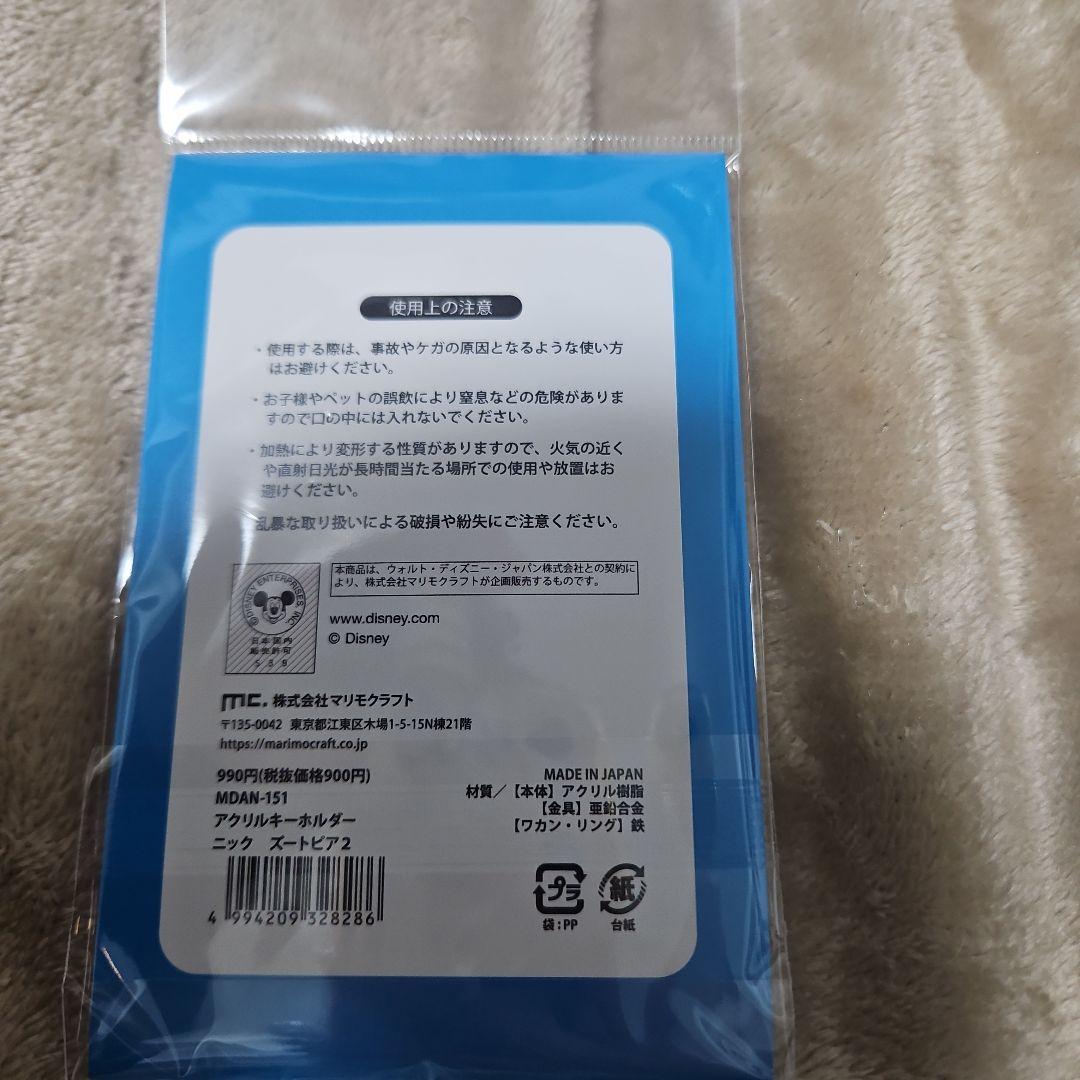 使用上の注意
・使用する際は、事故やケガの原因となるような使い方
はお避けください。
・お子様やペットの誤飲により窒息などの危険がありま
すので口の中には入れないでください。
・加熱により変形する性質がありますので、火気の近く
や直射日光が長時間当たる場所での使用や放置はお
避けください。
乱暴な取り扱いによる破損や紛失にご注意ください。
本商品は、ウォルト・ディズニー・ジャパン株式会社との契約に
より、株式会社マリモクラフトが企画販売するものです。
©DISNEY ENTERPRISES, INC.
日本国内
販売許可
539
www.disney.com
© Disney
mc. 株式会社マリモクラフト
〒135-0042 東京都江東区木場1-5-15N棟21階
https://marimocraft.co.jp
990円(税抜価格900円)
MDAN-151
アクリルキーホルダー
ニック ズートピア2
4 994209 328286
MADE IN JAPAN
材質／【本体】アクリル樹脂
【金具】亜鉛合金
【ワカン・リング】鉄
プラ
袋:PP
紙
台紙